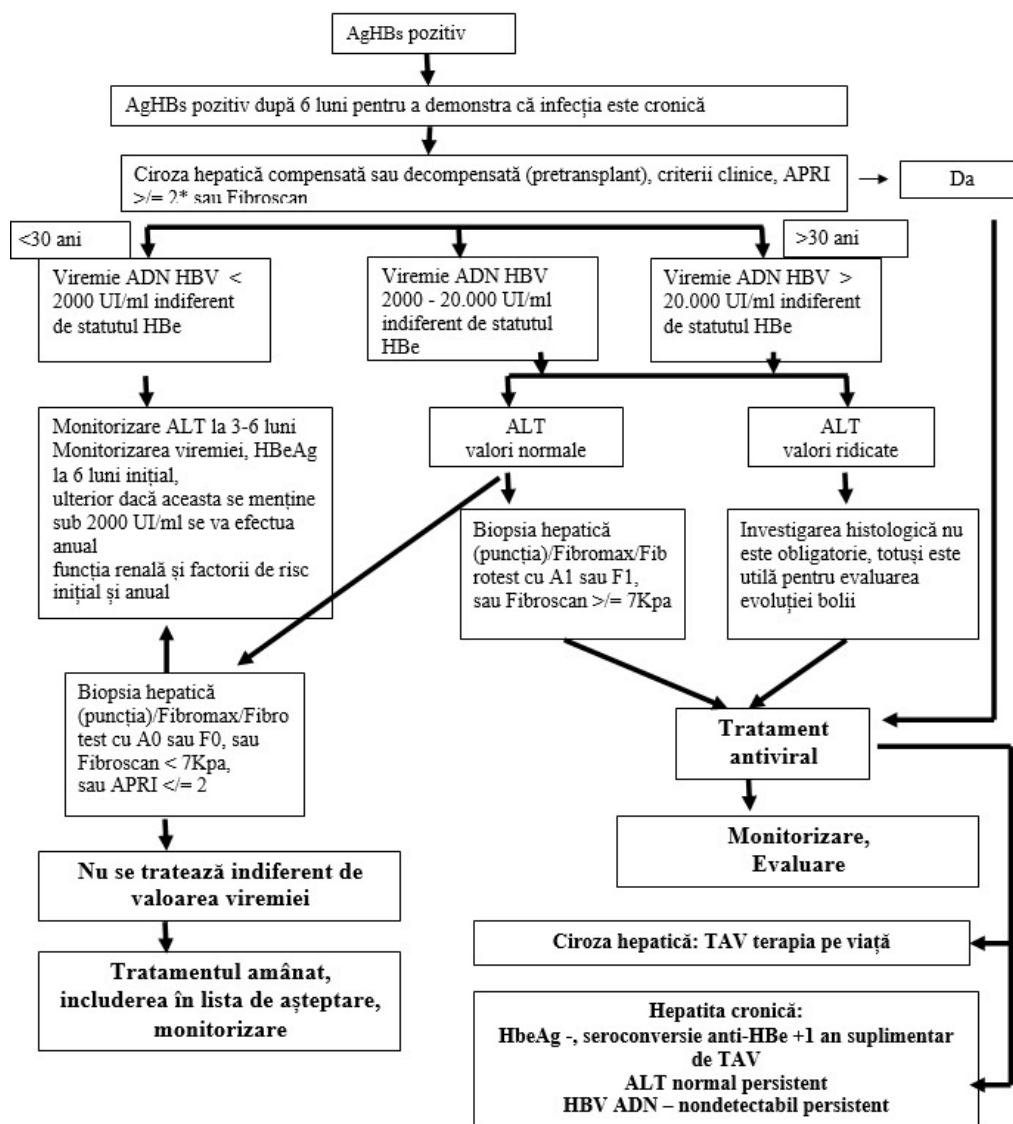 AgHBs pozitiv
AgHBs pozitiv după 6 luni pentru a demonstra că infecția este cronică
Ciroza hepatică compensată sau decompensată (pretransplant), criterii clinice, APRI
>/= 2* sau Fibroscan
Da
<30 ani
>30 ani
Viremie ADN HBV <
2000 UI/ml indiferent
de statutul HBe
Viremie ADN HBV
2000 - 20.000 UI/ml
indiferent de statutul
HBe
Viremie ADN HBV >
20.000 UI/ml indiferent
de statutul HBe
Monitorizare ALT la 3-6 luni
Monitorizarea viremiei, HBeAg
la 6 luni inițial,
ulterior dacă aceasta se menține
sub 2000 UI/ml se va efectua
anual
funcția renală și factorii de risc
inițial și anual
ALT
valori normale
ALT
valori ridicate
Biopsia hepatică
(puncția)/Fibromax/Fib
rotest cu A1 sau F1,
sau Fibroscan >/= 7Kpa
Investigarea histologică nu
este obligatorie, totuși este
utilă pentru evaluarea
evoluției bolii
Biopsia hepatică
(puncția)/Fibromax/Fibro
test cu A0 sau F0, sau
Fibroscan < 7Kpa,
sau APRI </= 2
Tratament
antiviral
Monitorizare,
Evaluare
Nu se tratează indiferent de
valoarea viremiei
Tratamentul amânat,
includerea în lista de așteptare,
monitorizare
Ciroza hepatică: TAV terapia pe viață
Hepatita cronică:
HbeAg -, seroconversie anti-HBe +1 an suplimentar
de TAV
ALT normal persistent
HBV ADN – nondetectabil persistent